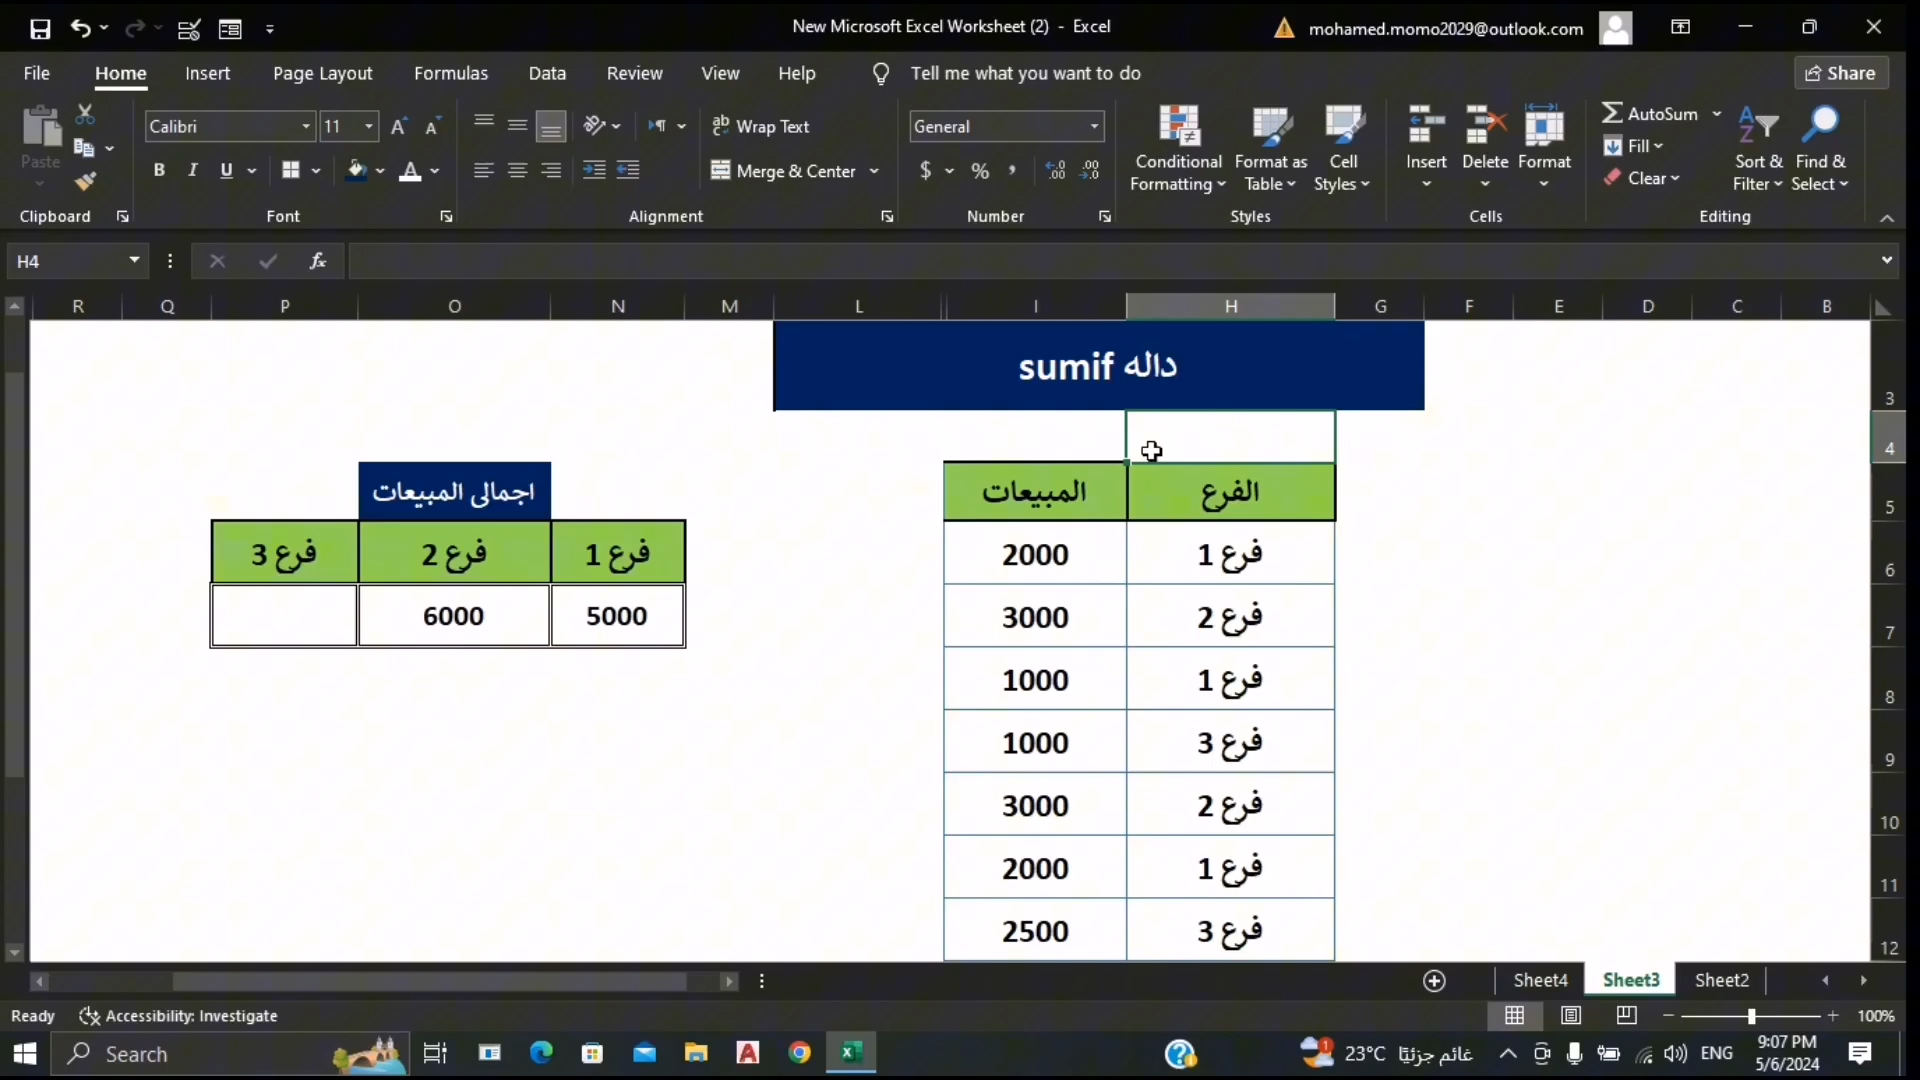 New Microsoft Excel Worksheet (2) - Excel
mohamed.momo2029@outlook.com
File Home Insert Page Layout Formulas Data Review View Help Tell me what you want to do Share
Paste
Calibri 11
B I U
ab Wrap Text
Merge & Center
General
$ % ,
Conditional Formatting
Format as Table
Cell Styles
Insert Delete Format
AutoSum
Fill
Clear
Sort & Filter
Find & Select
Clipboard Font Alignment Number Styles Cells Editing
H4
fx
R Q P O N M L I H G F E D C B
داله sumif
3
4
اجمالى المبيعات
الفرع المبيعات
5
فرع 1 فرع 2 فرع 3
فرع 1 2000
6
5000 6000
فرع 2 3000
7
فرع 1 1000
8
فرع 3 1000
9
فرع 2 3000
10
فرع 1 2000
11
فرع 3 2500
12
Sheet4 Sheet3 Sheet2
Ready Accessibility: Investigate
100%
Search
1
23°C غائم جزئيًا
ENG
9:07 PM
5/6/2024